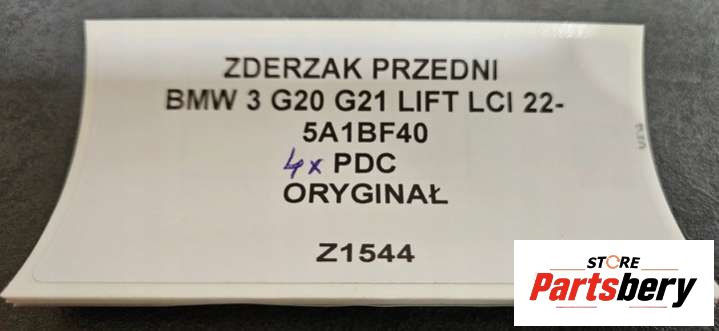 ZDERZAK PRZEDNI
BMW 3 G20 G21 LIFT LCI 22-
5A1BF40
4x PDC
ORYGINAŁ
Z1544
STORE
Partsbery